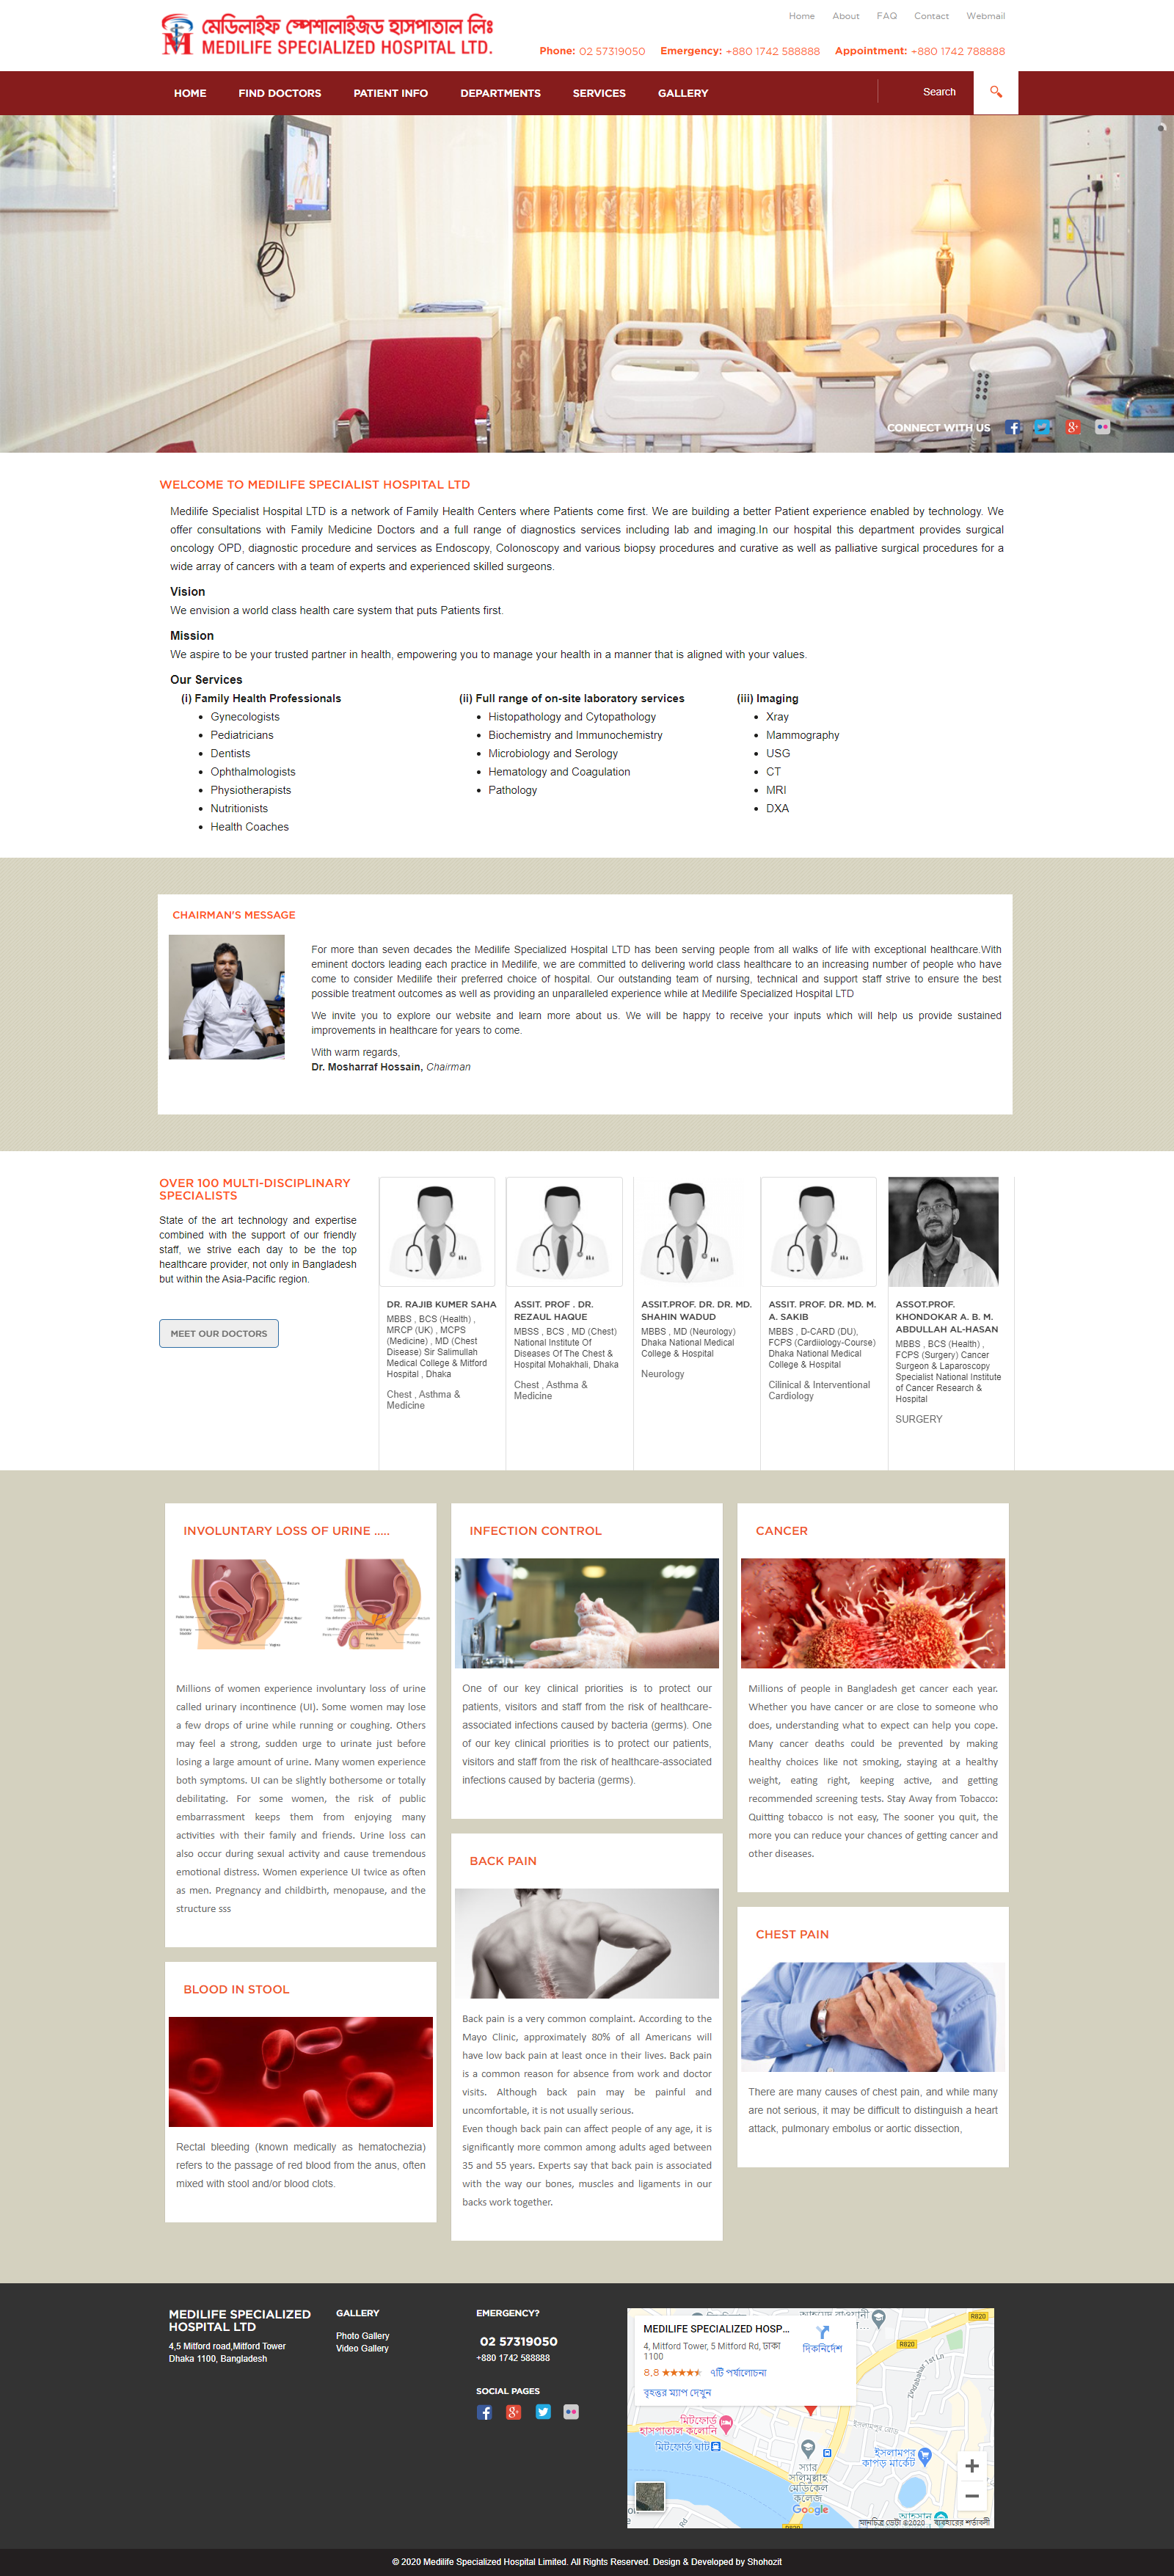 মেডিলাইফ স্পেশালাইজড হাসপাতাল লিঃ
MEDILIFE SPECIALIZED HOSPITAL LTD.
Home About FAQ Contact Webmail
Phone: 02 57319050 Emergency: +880 1742 588888 Appointment: +880 1742 788888
HOME FIND DOCTORS PATIENT INFO DEPARTMENTS SERVICES GALLERY Search
CONNECT WITH US
WELCOME TO MEDILIFE SPECIALIST HOSPITAL LTD
Medilife Specialist Hospital LTD is a network of Family Health Centers where Patients come first. We are building a better Patient experience enabled by technology. We
offer consultations with Family Medicine Doctors and a full range of diagnostics services including lab and imaging.In our hospital this department provides surgical
oncology OPD, diagnostic procedure and services as Endoscopy, Colonoscopy and various biopsy procedures and curative as well as palliative surgical procedures for a
wide array of cancers with a team of experts and experienced skilled surgeons.
Vision
We envision a world class health care system that puts Patients first.
Mission
We aspire to be your trusted partner in health, empowering you to manage your health in a manner that is aligned with your values.
Our Services
(i) Family Health Professionals
Gynecologists
Pediatricians
Dentists
Ophthalmologists
Physiotherapists
Nutritionists
Health Coaches
(ii) Full range of on-site laboratory services
Histopathology and Cytopathology
Biochemistry and Immunochemistry
Microbiology and Serology
Hematology and Coagulation
Pathology
(iii) Imaging
Xray
Mammography
USG
CT
MRI
DXA
CHAIRMAN'S MESSAGE
For more than seven decades the Medilife Specialized Hospital LTD has been serving people from all walks of life with exceptional healthcare.With
eminent doctors leading each practice in Medilife, we are committed to delivering world class healthcare to an increasing number of people who have
come to consider Medilife their preferred choice of hospital. Our outstanding team of nursing, technical and support staff strive to ensure the best
possible treatment outcomes as well as providing an unparalleled experience while at Medilife Specialized Hospital LTD
We invite you to explore our website and learn more about us. We will be happy to receive your inputs which will help us provide sustained
improvements in healthcare for years to come.
With warm regards,
Dr. Mosharraf Hossain, Chairman
OVER 100 MULTI-DISCIPLINARY
SPECIALISTS
State of the art technology and expertise
combined with the support of our friendly
staff, we strive each day to be the top
healthcare provider, not only in Bangladesh
but within the Asia-Pacific region.
MEET OUR DOCTORS
DR. RAJIB KUMER SAHA
MBBS , BCS (Health) ,
MRCP (UK) , MCPS
(Medicine) , MD (Chest
Disease) Sir Salimullah
Medical College & Mitford
Hospital , Dhaka
Chest , Asthma &
Medicine
ASSIT. PROF . DR.
REZAUL HAQUE
MBSS , BCS , MD (Chest)
National Institute Of
Diseases Of The Chest &
Hospital Mohakhali, Dhaka
Chest , Asthma &
Medicine
ASSIT.PROF. DR. DR. MD.
SHAHIN WADUD
MBBS , MD (Neurology)
Dhaka National Medical
College & Hospital
Neurology
ASSIT. PROF. DR. MD. M.
A. SAKIB
MBBS , D-CARD (DU),
FCPS (Cardiiology-Course)
Dhaka National Medical
College & Hospital
Cilinical & Interventional
Cardiology
ASSOT.PROF.
KHONDOKAR A. B. M.
ABDULLAH AL-HASAN
MBBS , BCS (Health) ,
FCPS (Surgery) Cancer
Surgeon & Laparoscopy
Specialist National Institute
of Cancer Research &
Hospital
SURGERY
INVOLUNTARY LOSS OF URINE .....
Millions of women experience involuntary loss of urine
called urinary incontinence (UI). Some women may lose
a few drops of urine while running or coughing. Others
may feel a strong, sudden urge to urinate just before
losing a large amount of urine. Many women experience
both symptoms. UI can be slightly bothersome or totally
debilitating. For some women, the risk of public
embarrassment keeps them from enjoying many
activities with their family and friends. Urine loss can
also occur during sexual activity and cause tremendous
emotional distress. Women experience UI twice as often
as men. Pregnancy and childbirth, menopause, and the
structure sss
BLOOD IN STOOL
Rectal bleeding (known medically as hematochezia)
refers to the passage of red blood from the anus, often
mixed with stool and/or blood clots.
INFECTION CONTROL
One of our key clinical priorities is to protect our
patients, visitors and staff from the risk of healthcare-
associated infections caused by bacteria (germs). One
of our key clinical priorities is to protect our patients,
visitors and staff from the risk of healthcare-associated
infections caused by bacteria (germs).
BACK PAIN
Back pain is a very common complaint. According to the
Mayo Clinic, approximately 80% of all Americans will
have low back pain at least once in their lives. Back pain
is a common reason for absence from work and doctor
visits. Although back pain may be painful and
uncomfortable, it is not usually serious.
Even though back pain can affect people of any age, it is
significantly more common among adults aged between
35 and 55 years. Experts say that back pain is associated
with the way our bones, muscles and ligaments in our
backs work together.
CANCER
Millions of people in Bangladesh get cancer each year.
Whether you have cancer or are close to someone who
does, understanding what to expect can help you cope.
Many cancer deaths could be prevented by making
healthy choices like not smoking, staying at a healthy
weight, eating right, keeping active, and getting
recommended screening tests. Stay Away from Tobacco:
Quitting tobacco is not easy, The sooner you quit, the
more you can reduce your chances of getting cancer and
other diseases.
CHEST PAIN
There are many causes of chest pain, and while many
are not serious, it may be difficult to distinguish a heart
attack, pulmonary embolus or aortic dissection,
MEDILIFE SPECIALIZED
HOSPITAL LTD
4,5 Mitford road,Mitford Tower
Dhaka 1100, Bangladesh
GALLERY
Photo Gallery
Video Gallery
EMERGENCY?
02 57319050
+880 1742 588888
SOCIAL PAGES
MEDILIFE SPECIALIZED HOSP...
4, Mitford Tower, 5 Mitford Rd, ঢাকা
1100
৪.৪ ৭টি পর্যালোচনা
বৃহত্তর ম্যাপ দেখুন
দিকনির্দেশ
R820
R820
Zindabahar 1st Ln
মিটফোর্ড
হাসপাতাল কলোনি
মিটফোর্ড ঘাট
স্যার
সলিমুল্লাহ
মেডিকেল
কলেজ
ইসলামপুর
কাপড় মার্কেট
আহসান
Google
মানচিত্র ডেটা ©2020 ব্যবহারের শর্তাবলী
© 2020 Medilife Specialized Hospital Limited. All Rights Reserved. Design & Developed by Shohozit